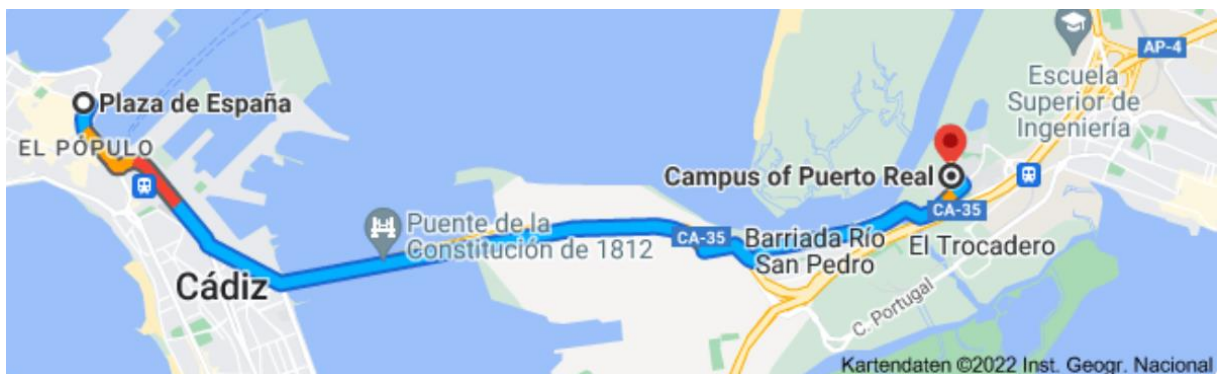 Plaza de España
EL PÓPULO
Cádiz
Puente de la
Constitución de 1812
CA-35
Barriada Río
San Pedro
Campus of Puerto Real
CA-35
El Trocadero
C. Portugal
Escuela
Superior de
Ingeniería
AP-4
Kartendaten ©2022 Inst. Geogr. Nacional